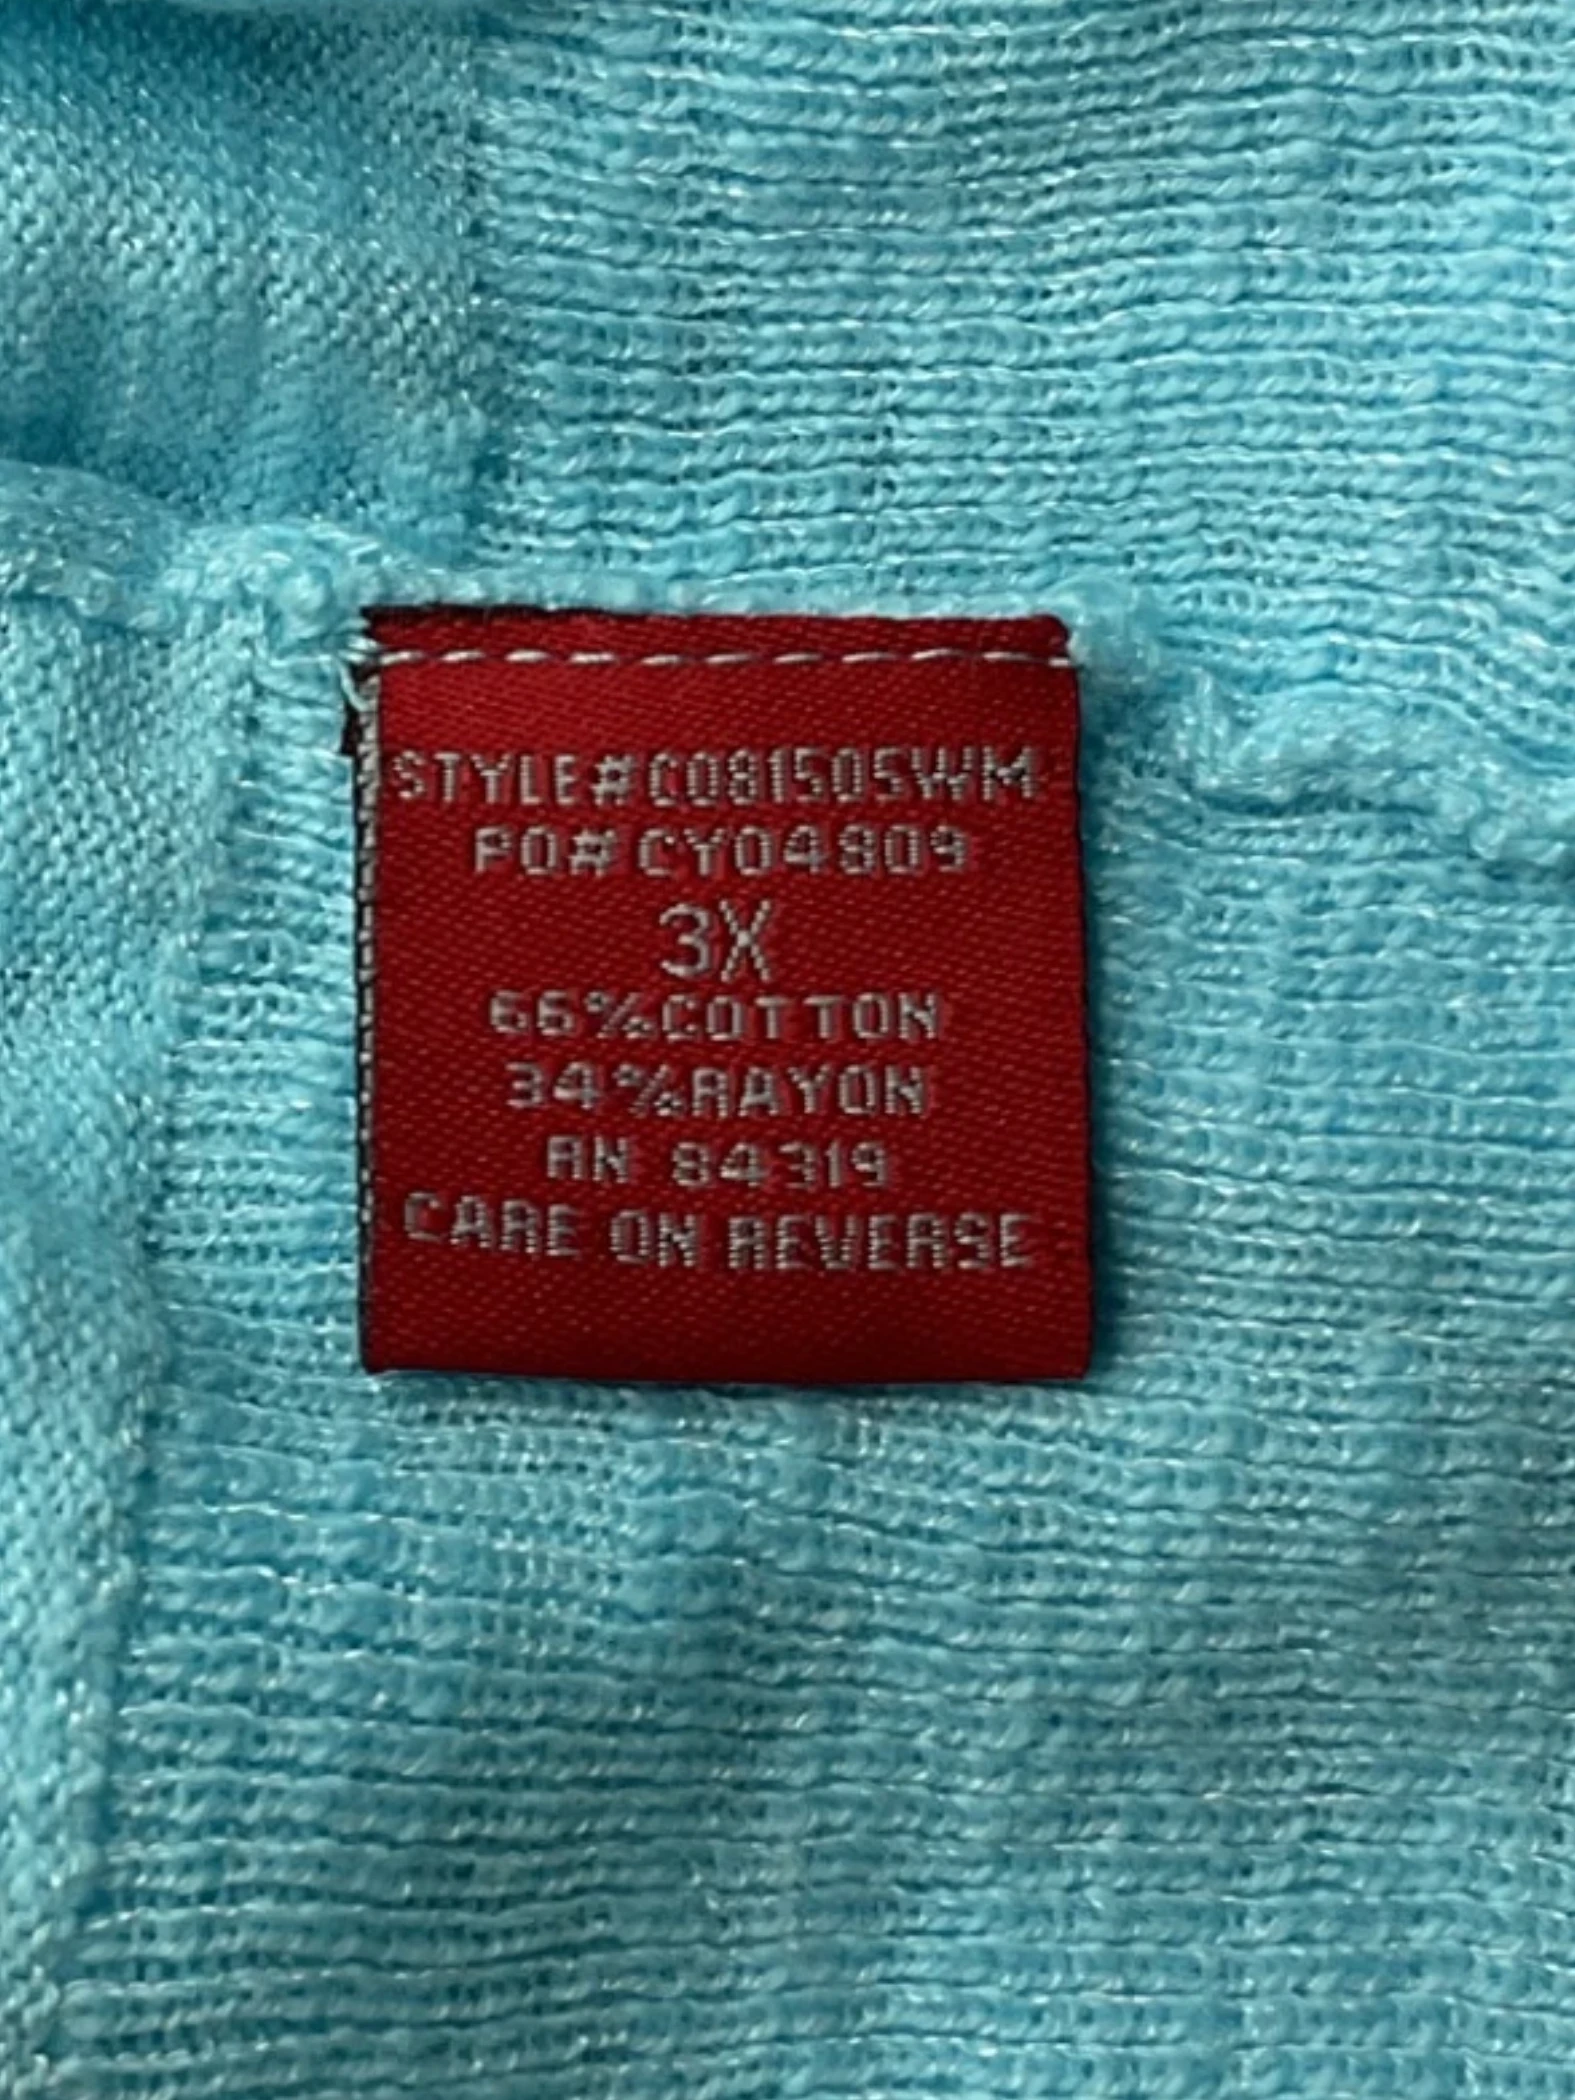 STYLE#C081505WM
PO#CY04809
3X
66%COTTON
34%RAYON
RN 84319
CARE ON REVERSE